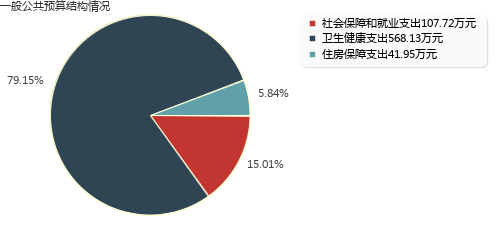 一般公共预算结构情况
社会保障和就业支出107.72万元
卫生健康支出568.13万元
住房保障支出41.95万元
79.15%
5.84%
15.01%